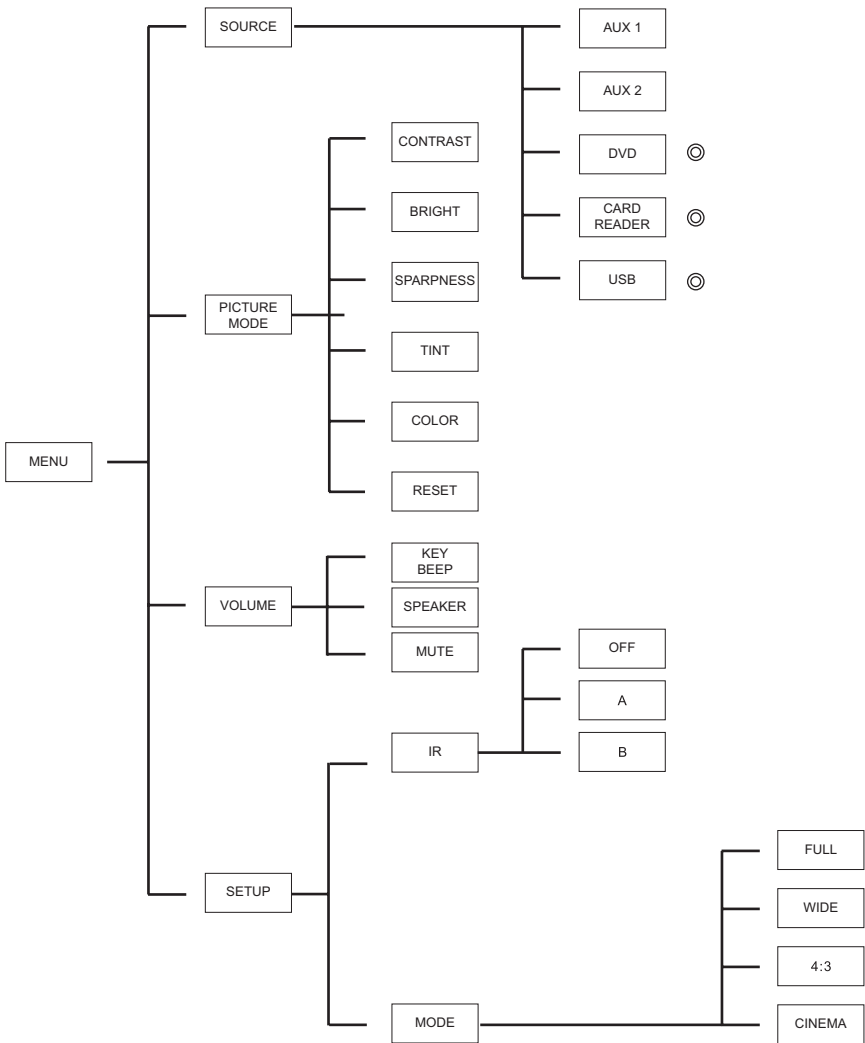 SOURCE
AUX 1
AUX 2
DVD
CARD
READER
USB
PICTURE
MODE
CONTRAST
BRIGHT
SPARPNESS
TINT
COLOR
RESET
MENU
VOLUME
KEY
BEEP
SPEAKER
MUTE
SETUP
IR
OFF
A
B
MODE
FULL
WIDE
4:3
CINEMA